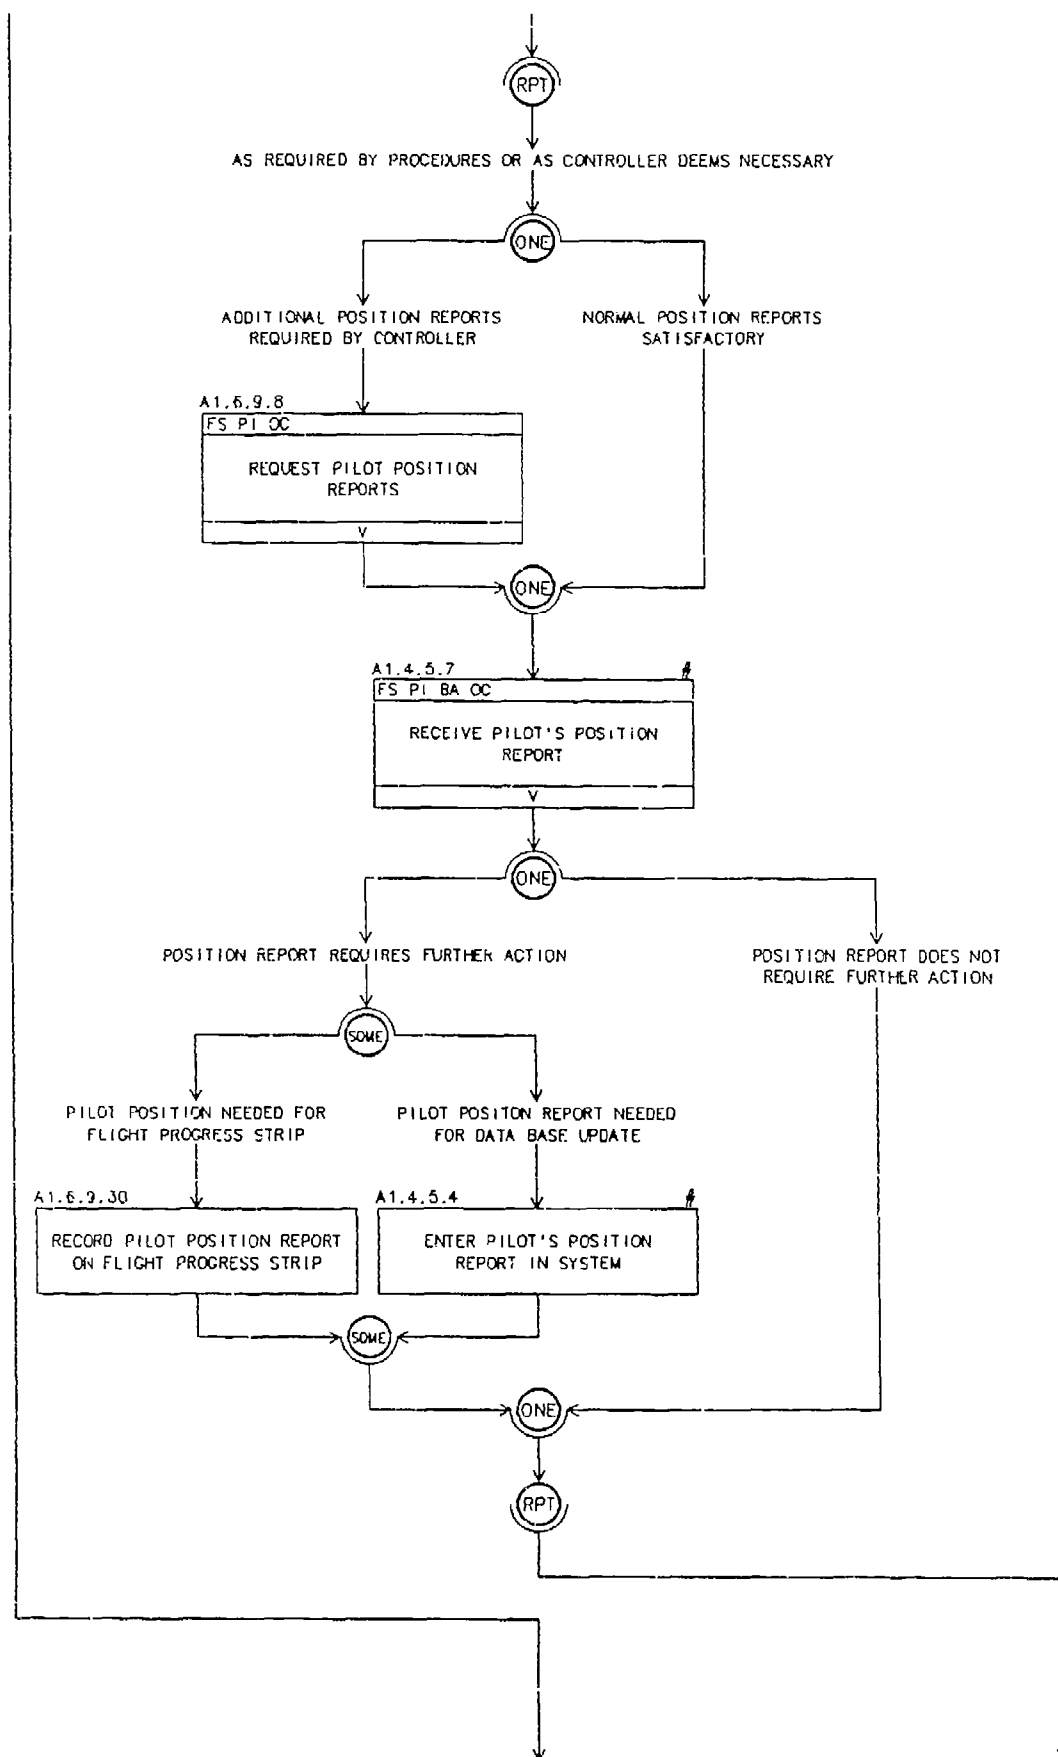 RPT
AS REQUIRED BY PROCEDURES OR AS CONTROLLER DEEMS NECESSARY
ONE
ADDITIONAL POSITION REPORTS
REQUIRED BY CONTROLLER
NORMAL POSITION REPORTS
SATISFACTORY
A1.6.9.8
FS PI OC
REQUEST PILOT POSITION
REPORTS
V
ONE
A1.4.5.7
FS PI BA OC
RECEIVE PILOT'S POSITION
REPORT
V
ONE
POSITION REPORT REQUIRES FURTHER ACTION
POSITION REPORT DOES NOT
REQUIRE FURTHER ACTION
SOME
PILOT POSITION NEEDED FOR
FLIGHT PROGRESS STRIP
PILOT POSITON REPORT NEEDED
FOR DATA BASE UPDATE
A1.6.9.30
RECORD PILOT POSITION REPORT
ON FLIGHT PROGRESS STRIP
A1.4.5.4
ENTER PILOT'S POSITION
REPORT IN SYSTEM
SOME
ONE
RPT